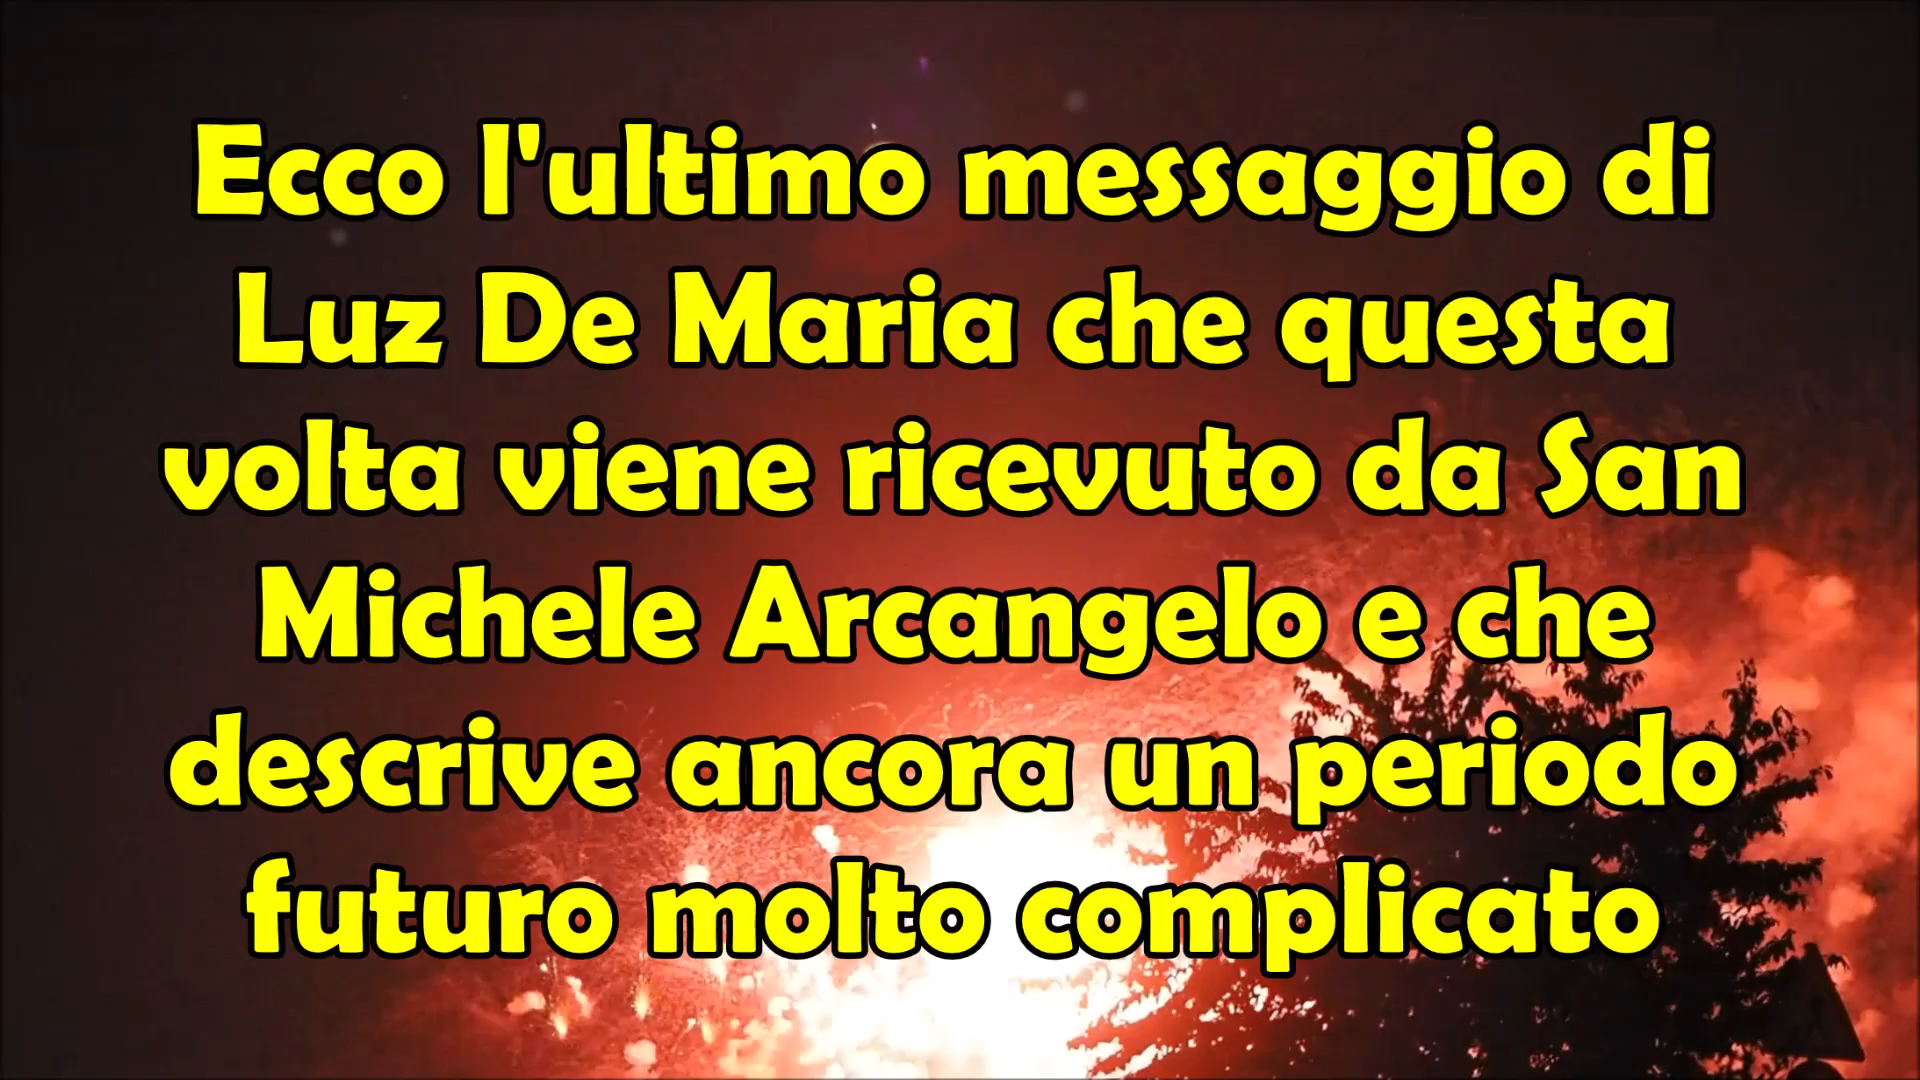 Ecco l'ultimo messaggio di
Luz De Maria che questa
volta viene ricevuto da San
Michele Arcangelo e che
descrive ancora un periodo
futuro molto complicato